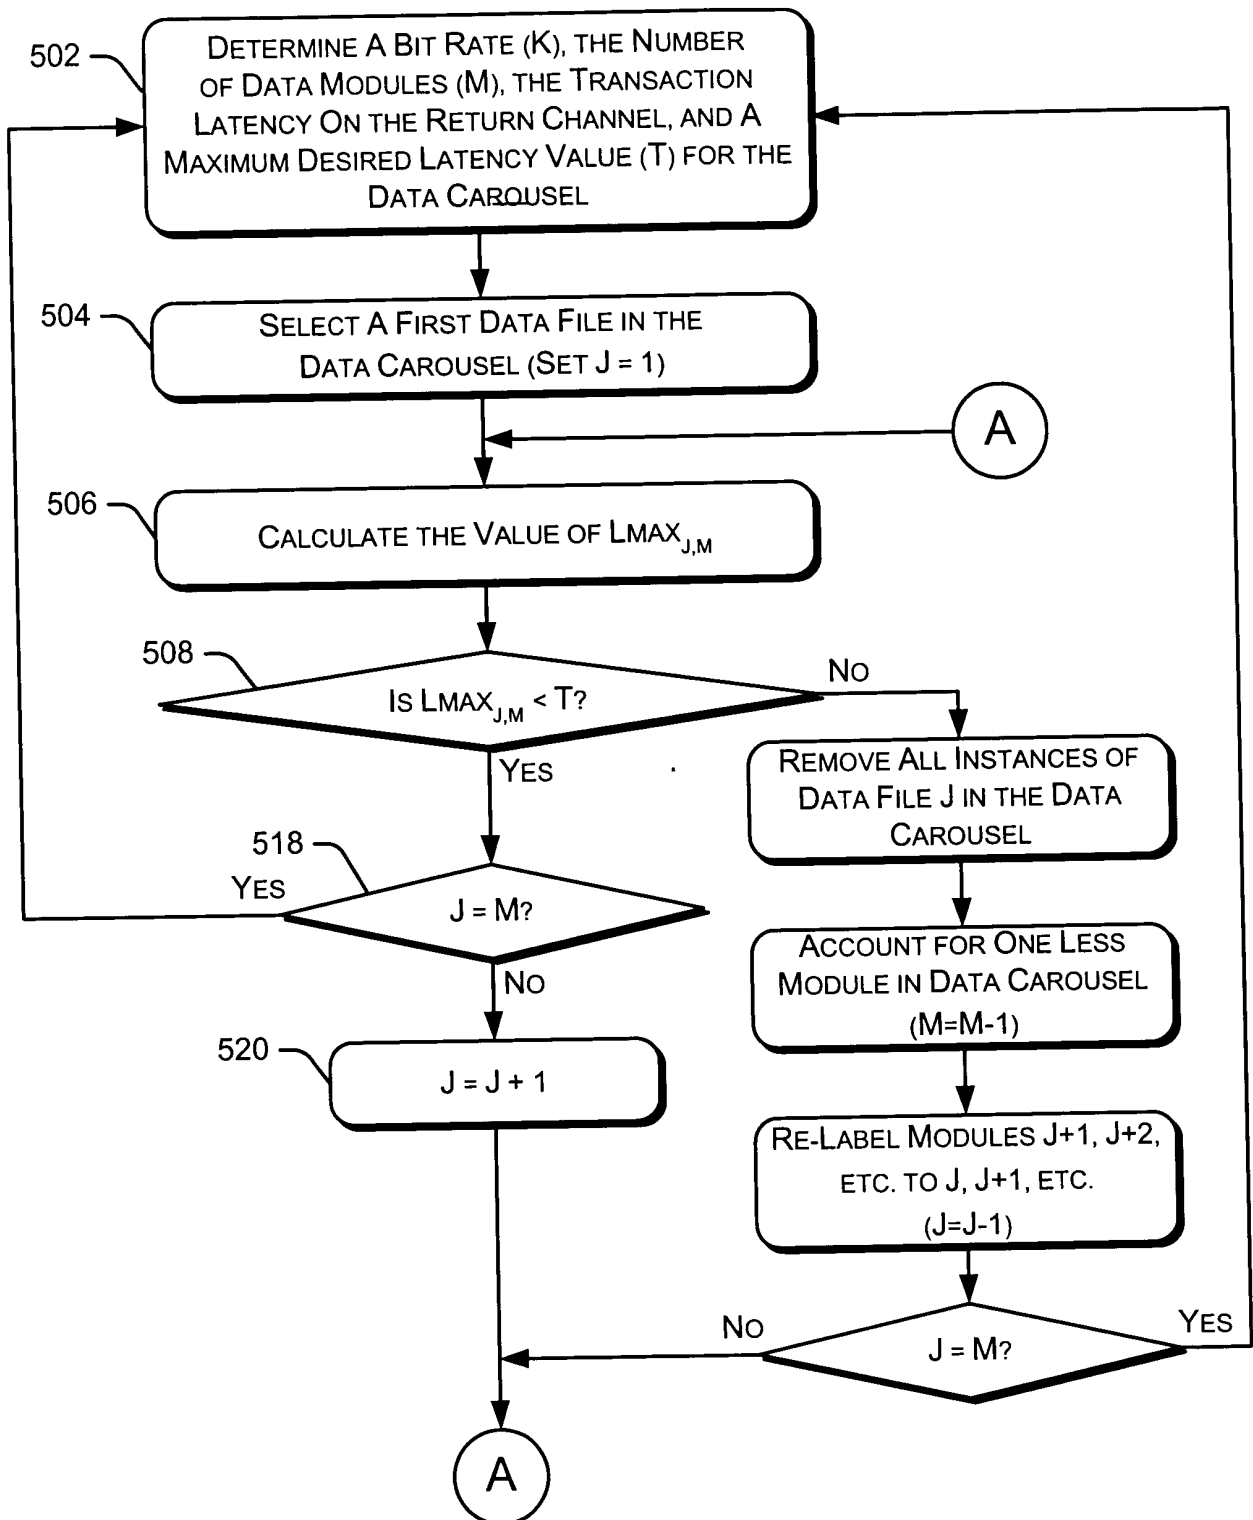 502
DETERMINE A BIT RATE (K), THE NUMBER
OF DATA MODULES (M), THE TRANSACTION
LATENCY ON THE RETURN CHANNEL, AND A
MAXIMUM DESIRED LATENCY VALUE (T) FOR THE
DATA CAROUSEL
504
SELECT A FIRST DATA FILE IN THE
DATA CAROUSEL (SET J = 1)
A
506
CALCULATE THE VALUE OF LMAX J,M
508
IS LMAX J,M < T?
NO
YES
REMOVE ALL INSTANCES OF
DATA FILE J IN THE DATA
CAROUSEL
518
YES
J = M?
NO
ACCOUNT FOR ONE LESS
MODULE IN DATA CAROUSEL
(M=M-1)
520
J = J + 1
RE-LABEL MODULES J+1, J+2,
ETC. TO J, J+1, ETC.
(J=J-1)
NO
J = M?
YES
A